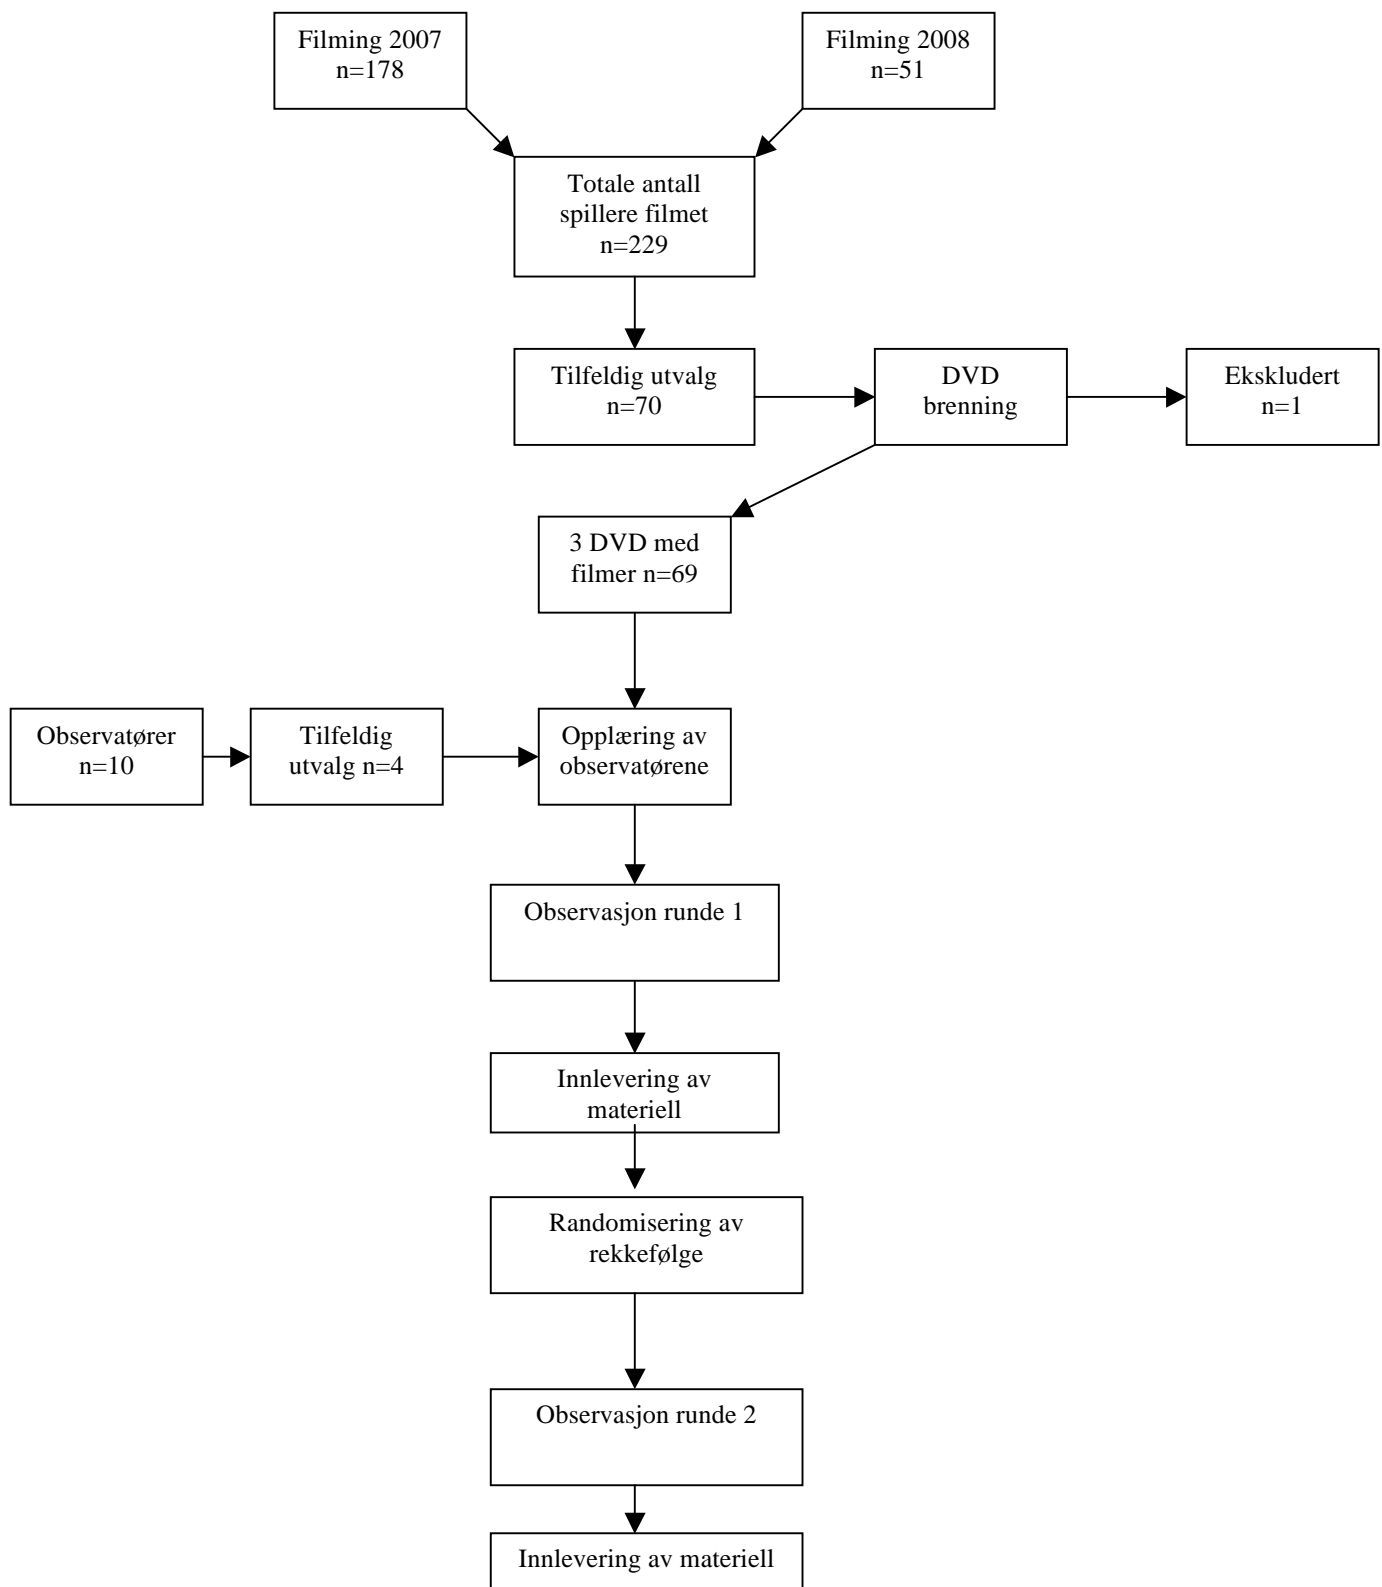 Filming 2007
n=178
Filming 2008
n=51
Totale antall
spillere filmet
n=229
Tilfeldig utvalg
n=70
DVD
brenning
Ekskludert
n=1
3 DVD med
filmer n=69
Observatører
n=10
Tilfeldig
utvalg n=4
Opplæring av
observatørene
Observasjon runde 1
Innlevering av
materiell
Randomisering av
rekkefølge
Observasjon runde 2
Innlevering av materiell